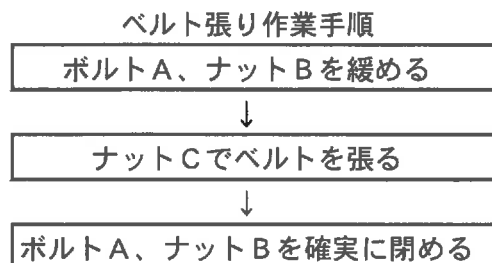 ベルト張り作業手順
ボルトA、ナットBを緩める
↓
ナットCでベルトを張る
↓
ボルトA、ナットBを確実に閉める